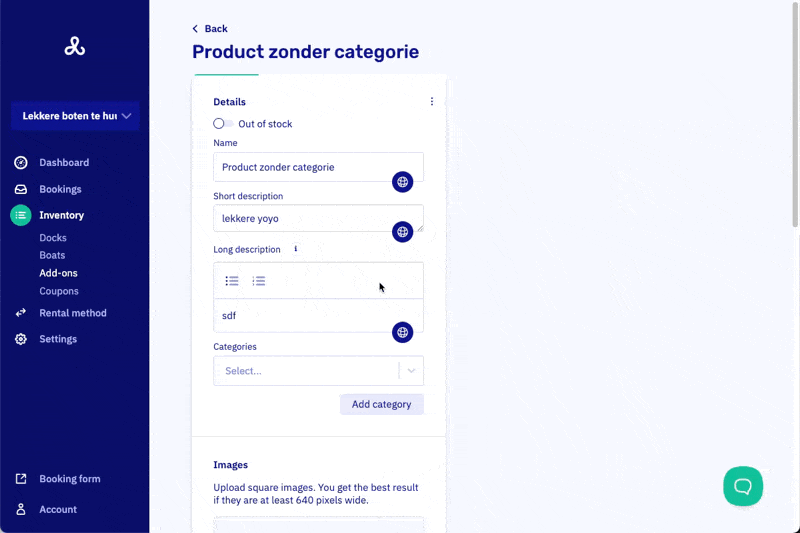 Back
Product zonder categorie
Lekkere boten te hu
Dashboard
Bookings
Inventory
Docks
Boats
Add-ons
Coupons
Rental method
Settings
Booking form
Account
Details
Out of stock
Name
Product zonder categorie
Short description
lekkere yoyo
Long description
sdf
Categories
Select...
Add category
Images
Upload square images. You get the best result
if they are at least 640 pixels wide.